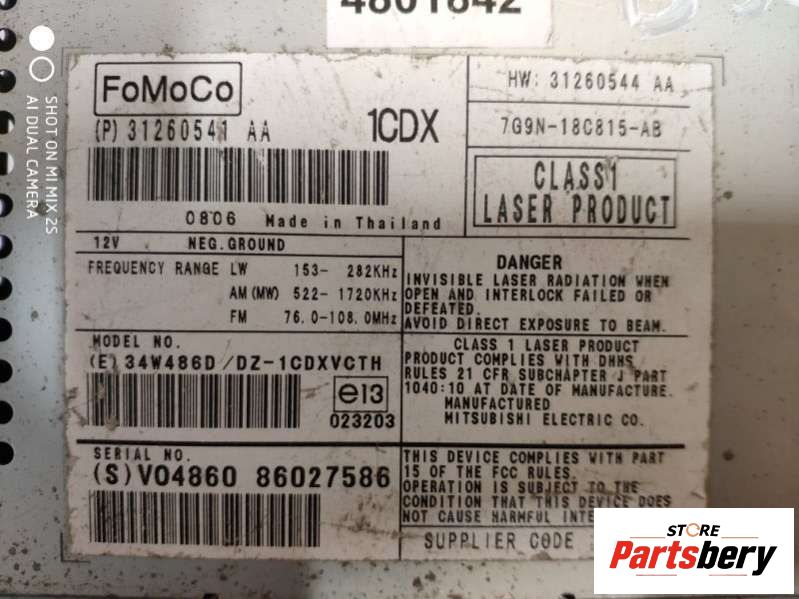 4801842
FoMoCo
(P) 31260541 AA
1CDX
HW: 31260544 AA
7G9N-18C815-AB
CLASS1
LASER PRODUCT
0806 Made in Thailand
12V NEG.GROUND
FREQUENCY RANGE LW 153- 282KHz
AM(MW) 522- 1720KHz
FM 76.0-108.0MHz
DANGER
INVISIBLE LASER RADIATION WHEN
OPEN AND INTERLOCK FAILED OR
DEFEATED.
AVOID DIRECT EXPOSURE TO BEAM.
MODEL NO.
(E) 34W486D/DZ-1CDXVCTH
e13
023203
CLASS 1 LASER PRODUCT
PRODUCT COMPLIES WITH DHHS
RULES 21 CFR SUBCHAPTER J PART
1040:10 AT DATE OF MANUFACTURE.
MANUFACTURED
MITSUBISHI ELECTRIC CO.
SERIAL NO.
(S)V04860 86027586
THIS DEVICE COMPLIES WITH PART
15 OF THE FCC RULES.
OPERATION IS SUBJECT TO THE
CONDITION THAT THIS DEVICE DOES
NOT CAUSE HARMFUL
SUPPLIER CODE
SHOT ON MI MIX 2S
AI DUAL CAMERA
STORE
Partsbery